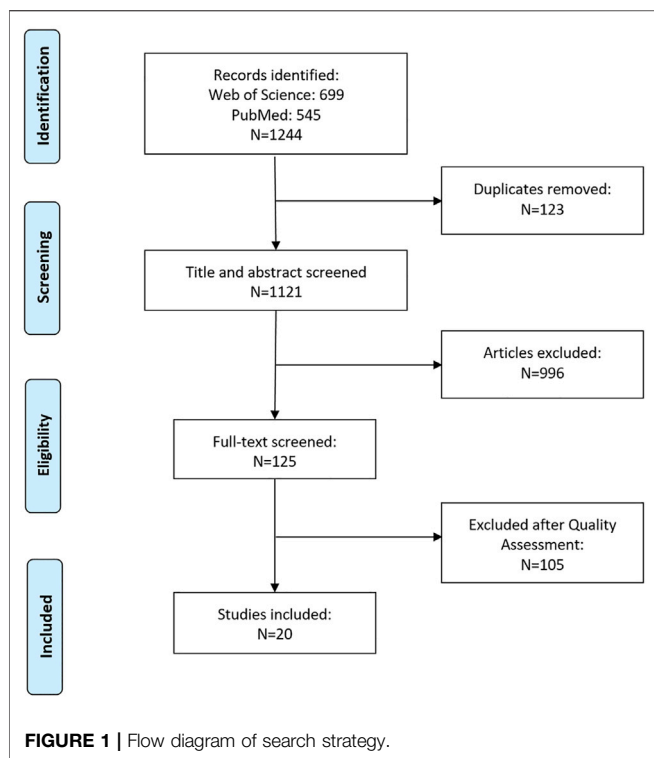 Identification
Records identified:
Web of Science: 699
PubMed: 545
N=1244
Duplicates removed:
N=123
Screening
Title and abstract screened
N=1121
Articles excluded:
N=996
Eligibility
Full-text screened:
N=125
Excluded after Quality
Assessment:
N=105
Included
Studies included:
N=20
FIGURE 1 | Flow diagram of search strategy.